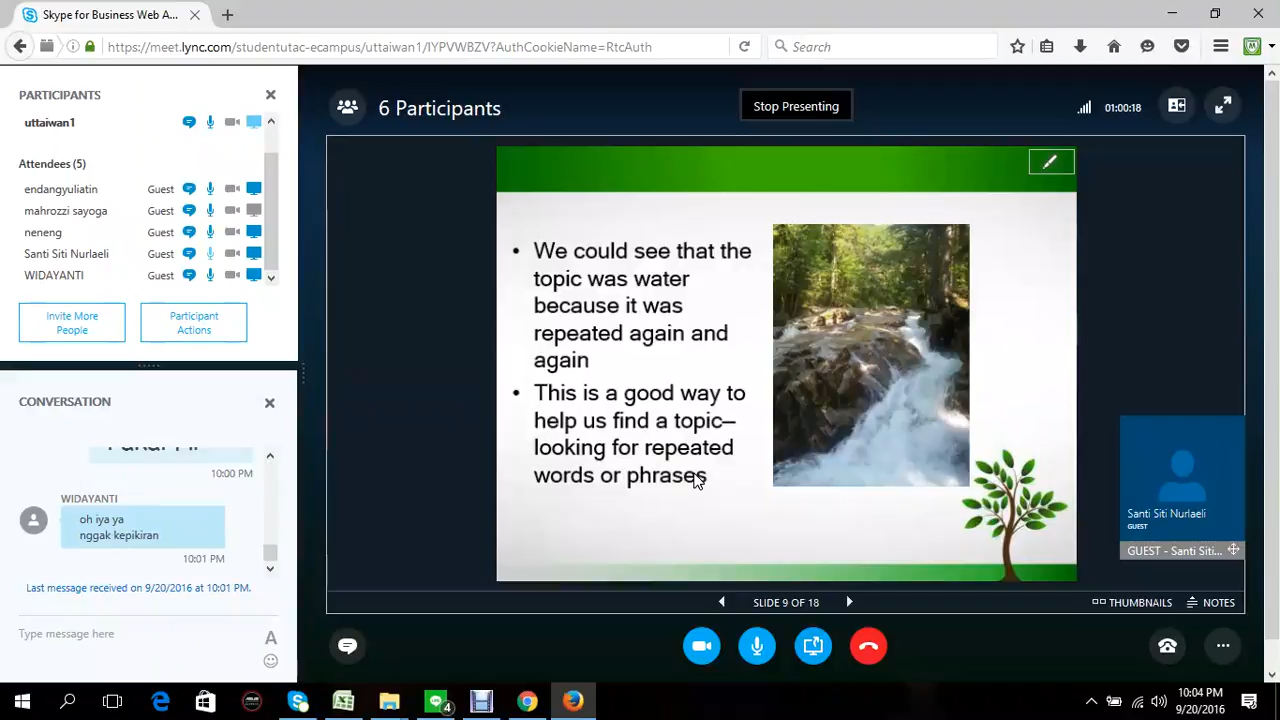 Skype for Business Web A...
https://meet.lync.com/studentutac-ecampus/uttaiwan1/IYPVWBZV?AuthCookieName=RtcAuth
Search
PARTICIPANTS
uttaiwan1
Attendees (5)
endangyuliatin Guest
mahrozzi sayoga Guest
neneng Guest
Santi Siti Nurlaeli Guest
WIDAYANTI Guest
Invite More
People
Participant
Actions
CONVERSATION
10:00 PM
WIDAYANTI
oh iya ya
nggak kepikiran
10:01 PM
Last message received on 9/20/2016 at 10:01 PM.
Type message here
A
6 Participants
Stop Presenting
01:00:18
• We could see that the
topic was water
because it was
repeated again and
again
• This is a good way to
help us find a topic—
looking for repeated
words or phrases
Santi Siti Nurlaeli
GUEST
GUEST - Santi Siti...
SLIDE 9 OF 18
THUMBNAILS
NOTES
4
10:04 PM
9/20/2016